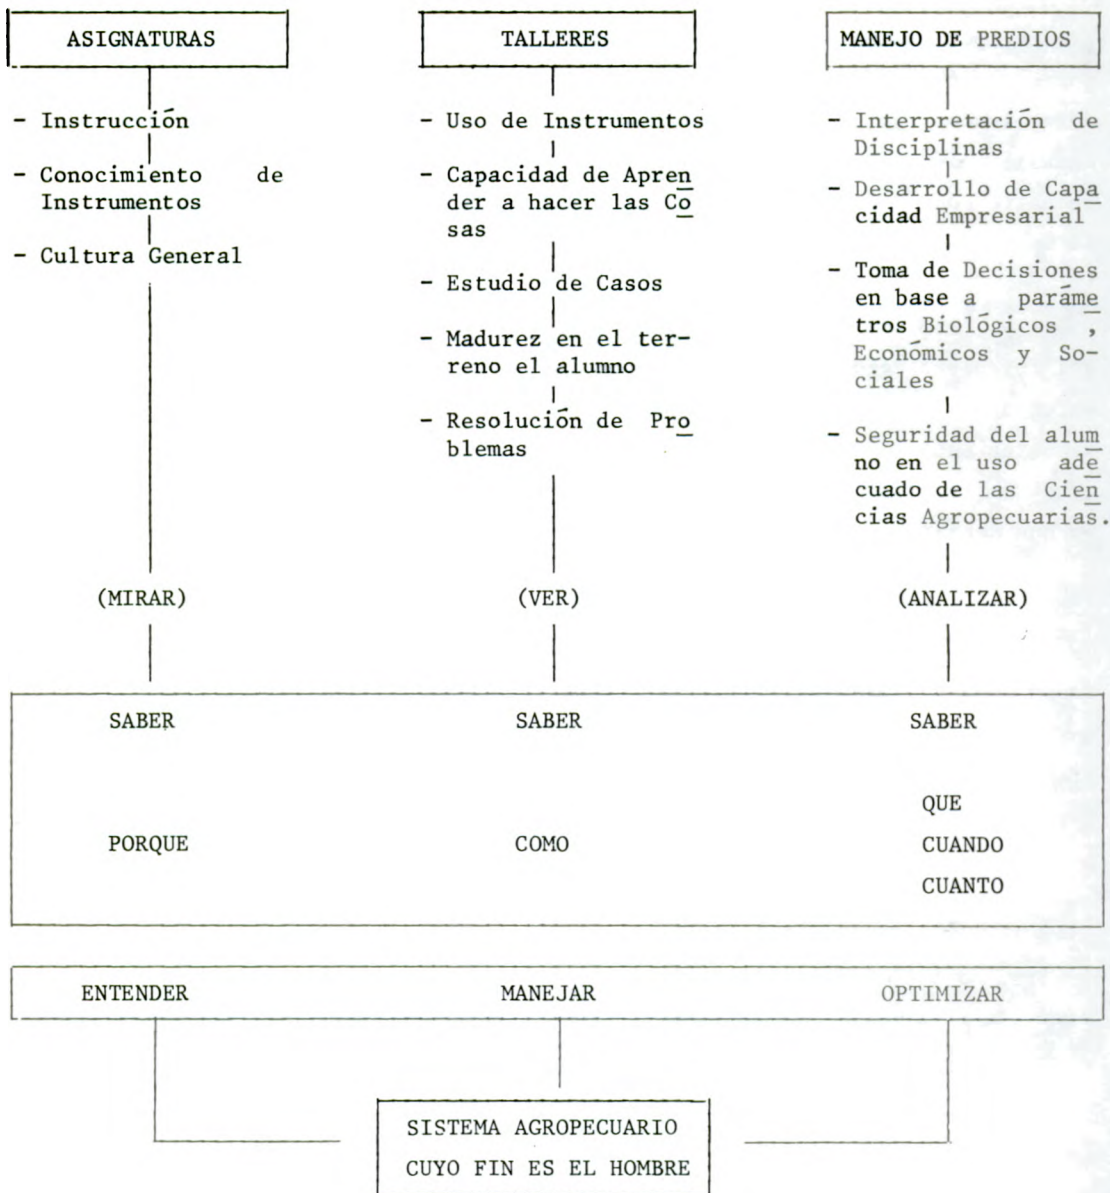 ASIGNATURAS
- Instrucción
- Conocimiento de
Instrumentos
- Cultura General
(MIRAR)
TALLERES
- Uso de Instrumentos
- Capacidad de Apren
der a hacer las Co
sas
- Estudio de Casos
- Madurez en el ter-
reno el alumno
- Resolución de Pro
blemas
(VER)
MANEJO DE PREDIOS
- Interpretación de
Disciplinas
- Desarrollo de Capa
cidad Empresarial
- Toma de Decisiones
en base a paráme
tros Biológicos ,
Económicos y So-
ciales
- Seguridad del alum
no en el uso ade
cuado de las Cien
cias Agropecuarias.
(ANALIZAR)
SABER SABER SABER
QUE
PORQUE COMO CUANDO
CUANTO
ENTENDER MANEJAR OPTIMIZAR
SISTEMA AGROPECUARIO
CUYO FIN ES EL HOMBRE